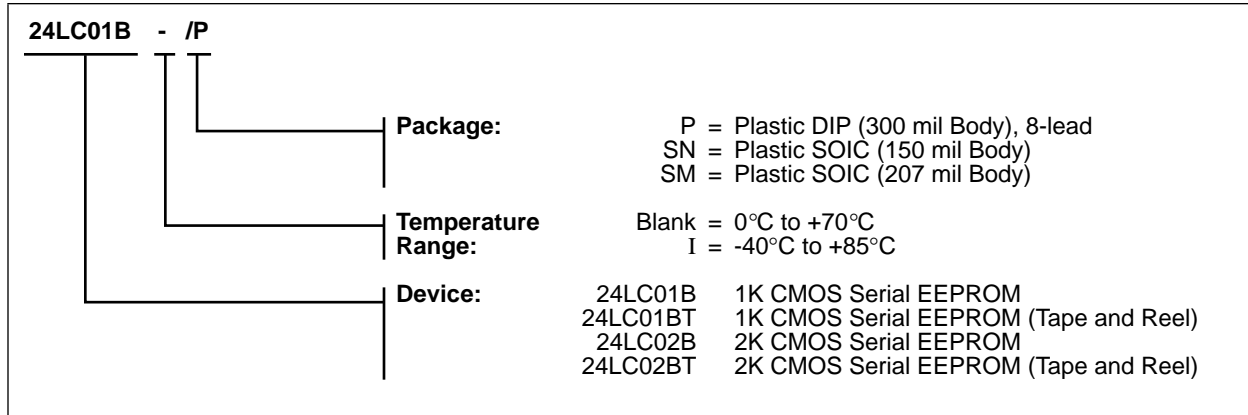 24LC01B - /P
Package: P = Plastic DIP (300 mil Body), 8-lead
SN = Plastic SOIC (150 mil Body)
SM = Plastic SOIC (207 mil Body)
Temperature Blank = 0°C to +70°C
Range: I = -40°C to +85°C
Device: 24LC01B 1K CMOS Serial EEPROM
24LC01BT 1K CMOS Serial EEPROM (Tape and Reel)
24LC02B 2K CMOS Serial EEPROM
24LC02BT 2K CMOS Serial EEPROM (Tape and Reel)